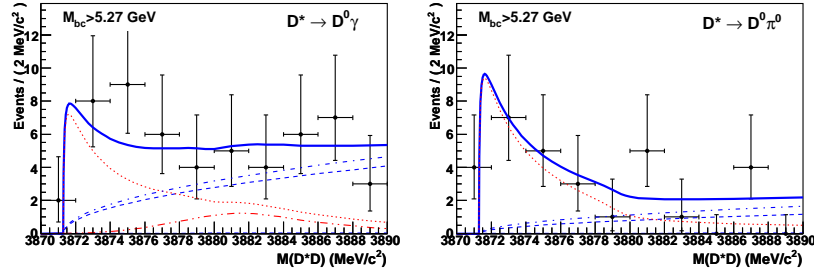 M_bc>5.27 GeV
D* → D⁰γ
Events / ( 2 MeV/c² )
12
10
8
6
4
2
0
3870 3872 3874 3876 3878 3880 3882 3884 3886 3888 3890
M(D*D) (MeV/c²)
M_bc>5.27 GeV
D* → D⁰π⁰
Events / ( 2 MeV/c² )
12
10
8
6
4
2
0
3870 3872 3874 3876 3878 3880 3882 3884 3886 3888 3890
M(D*D) (MeV/c²)